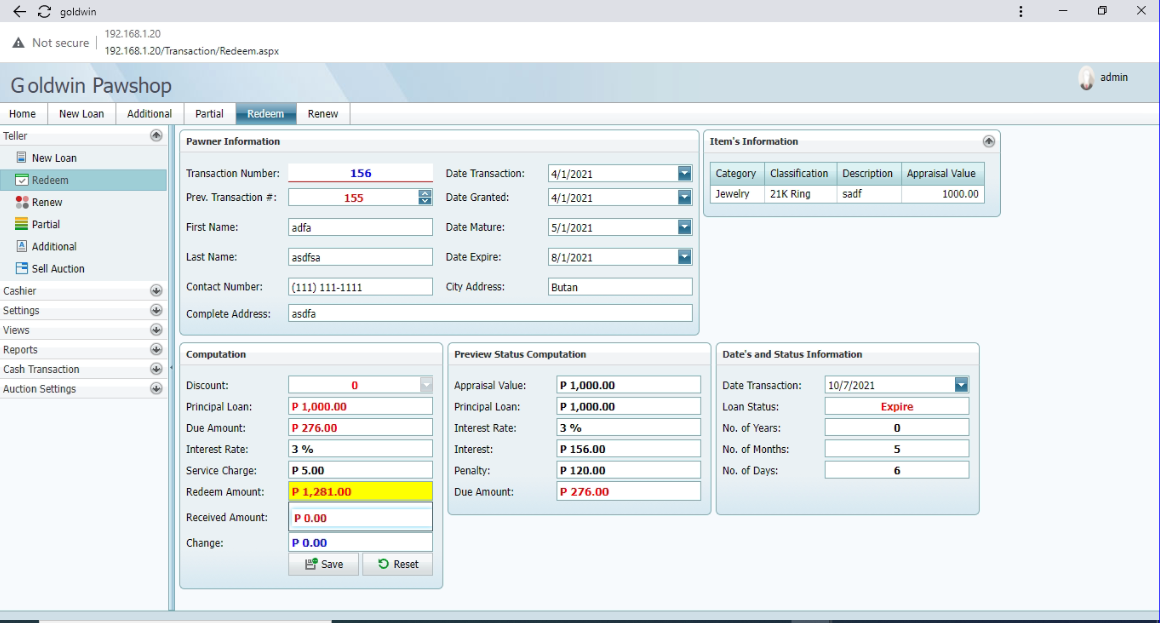 goldwin
Not secure
192.168.1.20
192.168.1.20/Transaction/Redeem.aspx
Goldwin Pawshop
admin
Home New Loan Additional Partial Redeem Renew
Teller
New Loan
Redeem
Renew
Partial
Additional
Sell Auction
Cashier
Settings
Views
Reports
Cash Transaction
Auction Settings
Pawner Information
Transaction Number: 156 Date Transaction: 4/1/2021
Prev. Transaction #: 155 Date Granted: 4/1/2021
First Name: adfa Date Mature: 5/1/2021
Last Name: asdfsa Date Expire: 8/1/2021
Contact Number: (111) 111-1111 City Address: Butan
Complete Address: asdfa
Item's Information
Category Classification Description Appraisal Value
Jewelry 21K Ring sadf 1000.00
Computation
Discount: 0
Principal Loan: P 1,000.00
Due Amount: P 276.00
Interest Rate: 3 %
Service Charge: P 5.00
Redeem Amount: P 1,281.00
Received Amount: P 0.00
Change: P 0.00
Save Reset
Preview Status Computation
Appraisal Value: P 1,000.00
Principal Loan: P 1,000.00
Interest Rate: 3 %
Interest: P 156.00
Penalty: P 120.00
Due Amount: P 276.00
Date's and Status Information
Date Transaction: 10/7/2021
Loan Status: Expire
No. of Years: 0
No. of Months: 5
No. of Days: 6